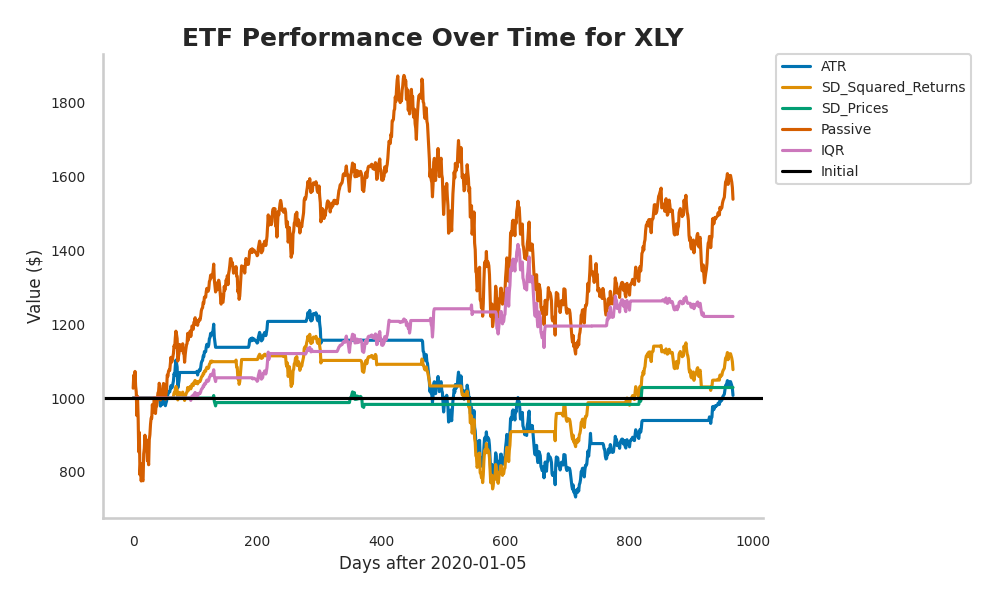 ETF Performance Over Time for XLY
ATR
SD_Squared_Returns
SD_Prices
Passive
IQR
Initial
Value ($)
1800
1600
1400
1200
1000
800
0 200 400 600 800 1000
Days after 2020-01-05